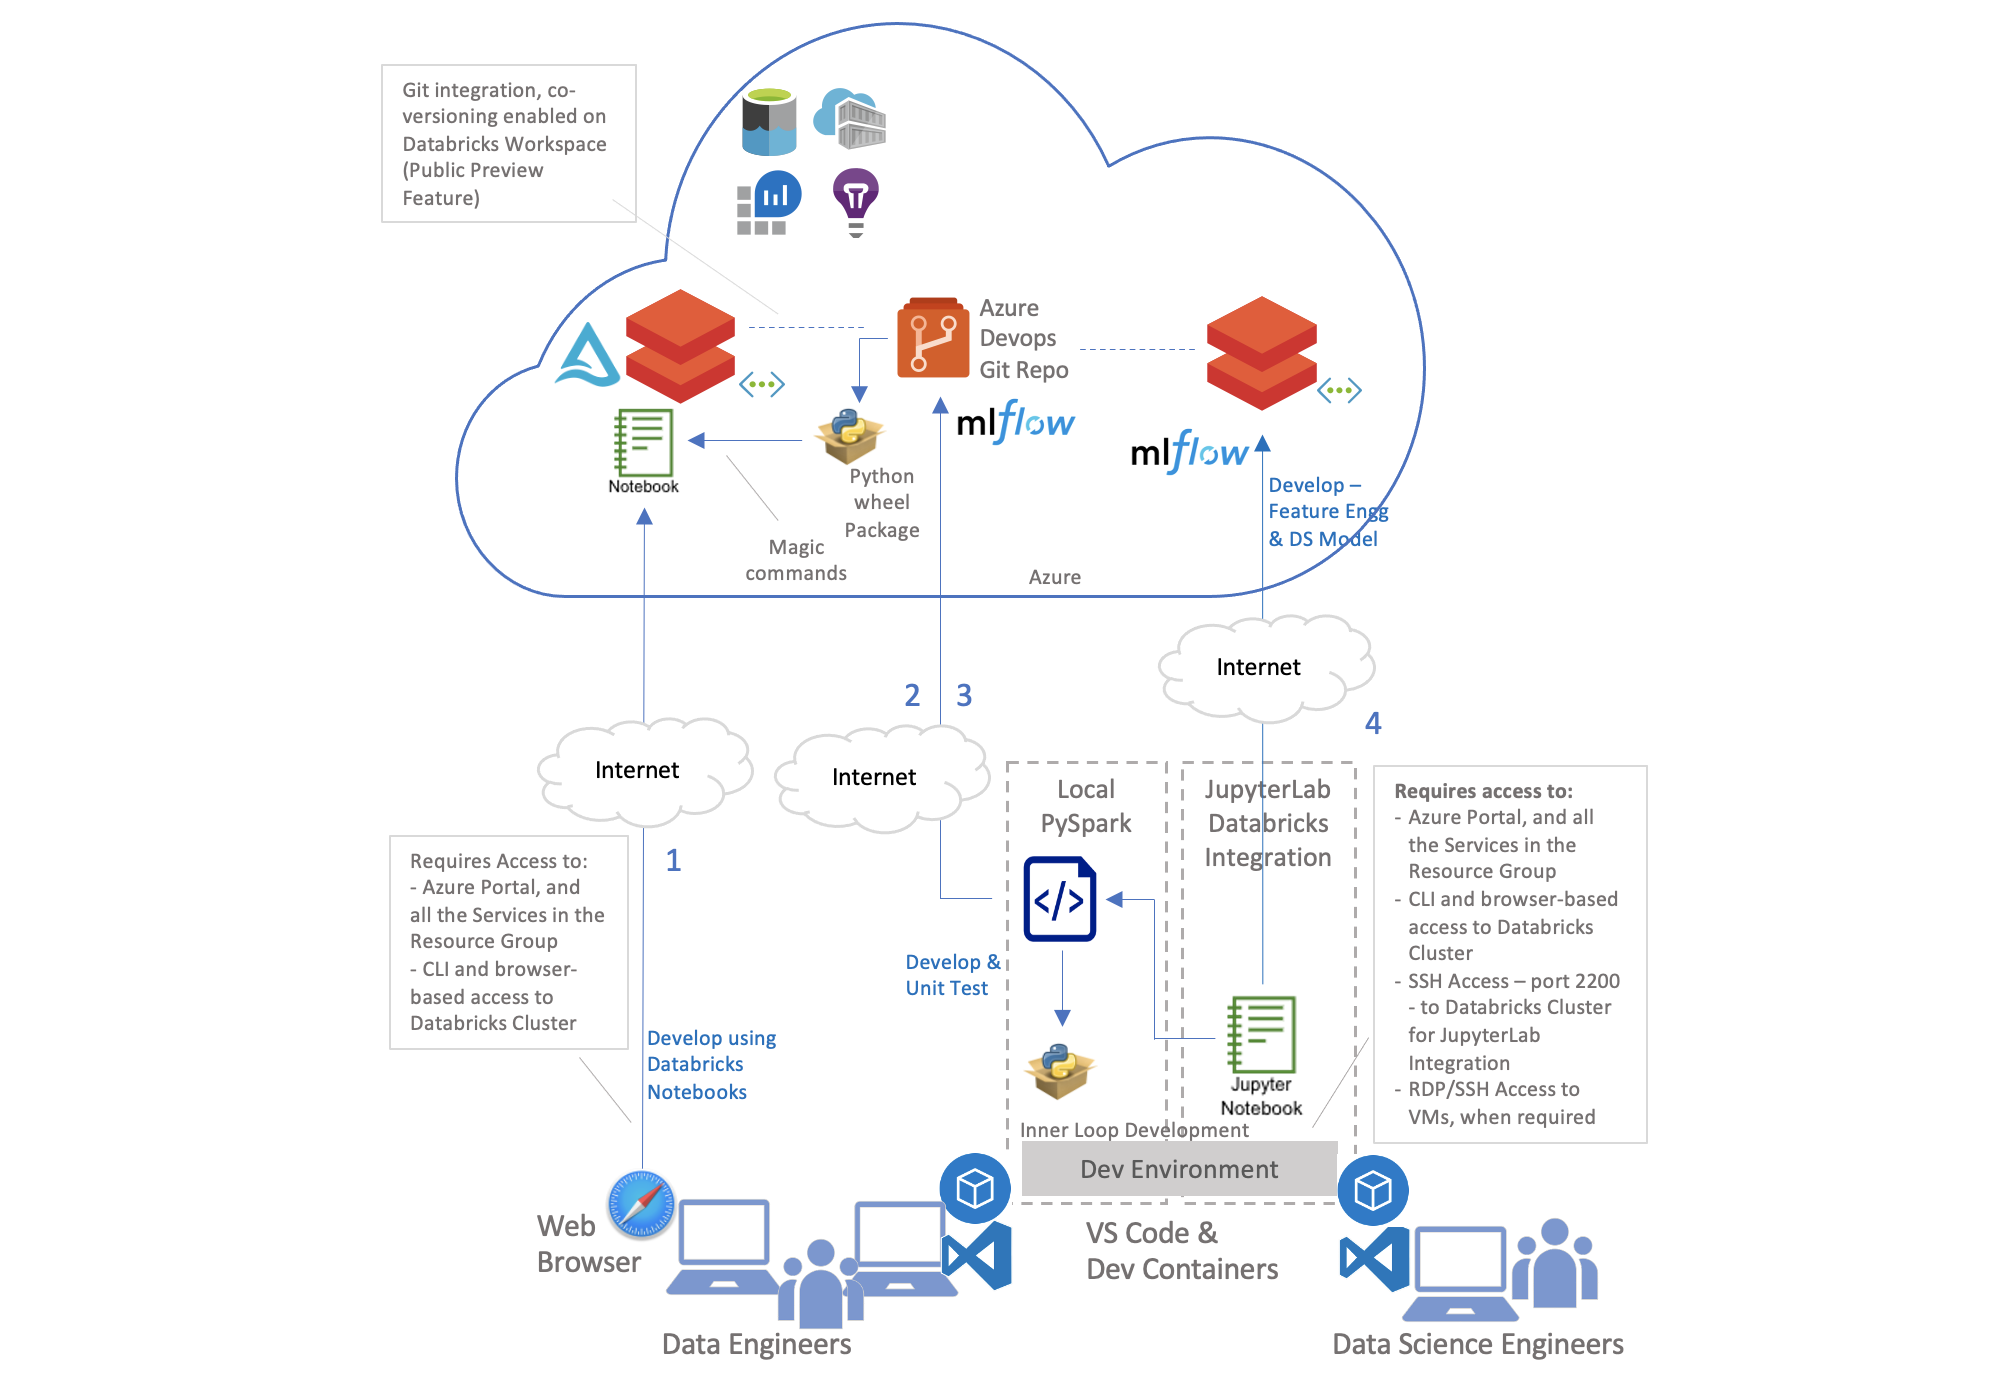 Git integration, co-
versioning enabled on
Databricks Workspace
(Public Preview
Feature)
Azure
Devops
Git Repo
mlflow
mlflow
Notebook
Python
wheel
Package
Magic
commands
Develop –
Feature Engg
& DS Model
Azure
Internet
2
3
4
Internet
Internet
1
Local
PySpark
JupyterLab
Databricks
Integration
</>
Requires Access to:
- Azure Portal, and
all the Services in the
Resource Group
- CLI and browser-
based access to
Databricks Cluster
Requires access to:
- Azure Portal, and all
the Services in the
Resource Group
- CLI and browser-based
access to Databricks
Cluster
- SSH Access – port 2200
- to Databricks Cluster
for JupyterLab
Integration
- RDP/SSH Access to
VMs, when required
Develop &
Unit Test
Develop using
Databricks
Notebooks
Jupyter
Notebook
Inner Loop Development
Dev Environment
Web
Browser
VS Code &
Dev Containers
Data Engineers
Data Science Engineers